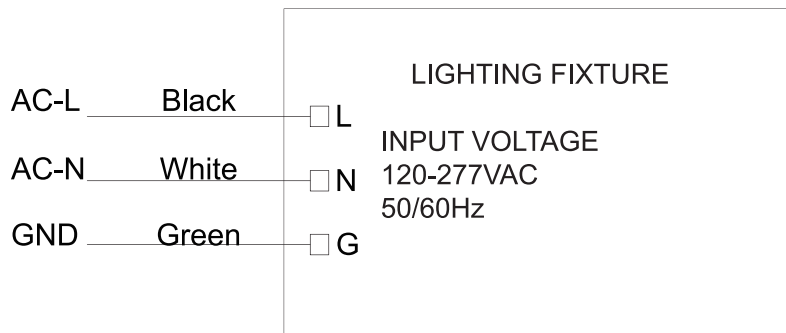 LIGHTING FIXTURE
AC-L Black L
INPUT VOLTAGE
120-277VAC
50/60Hz
AC-N White N
GND Green G